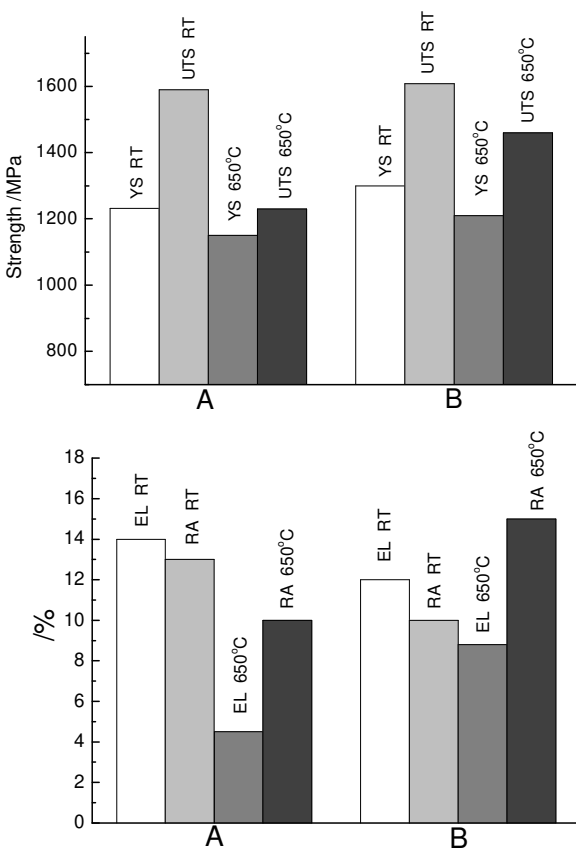 Strength /MPa
1600
1400
1200
1000
800
YS RT
UTS RT
YS 650°C
UTS 650°C
YS RT
UTS RT
YS 650°C
UTS 650°C
A
B
/%
18
16
14
12
10
8
6
4
2
0
EL RT
RA RT
EL 650°C
RA 650°C
EL RT
RA RT
EL 650°C
RA 650°C
A
B